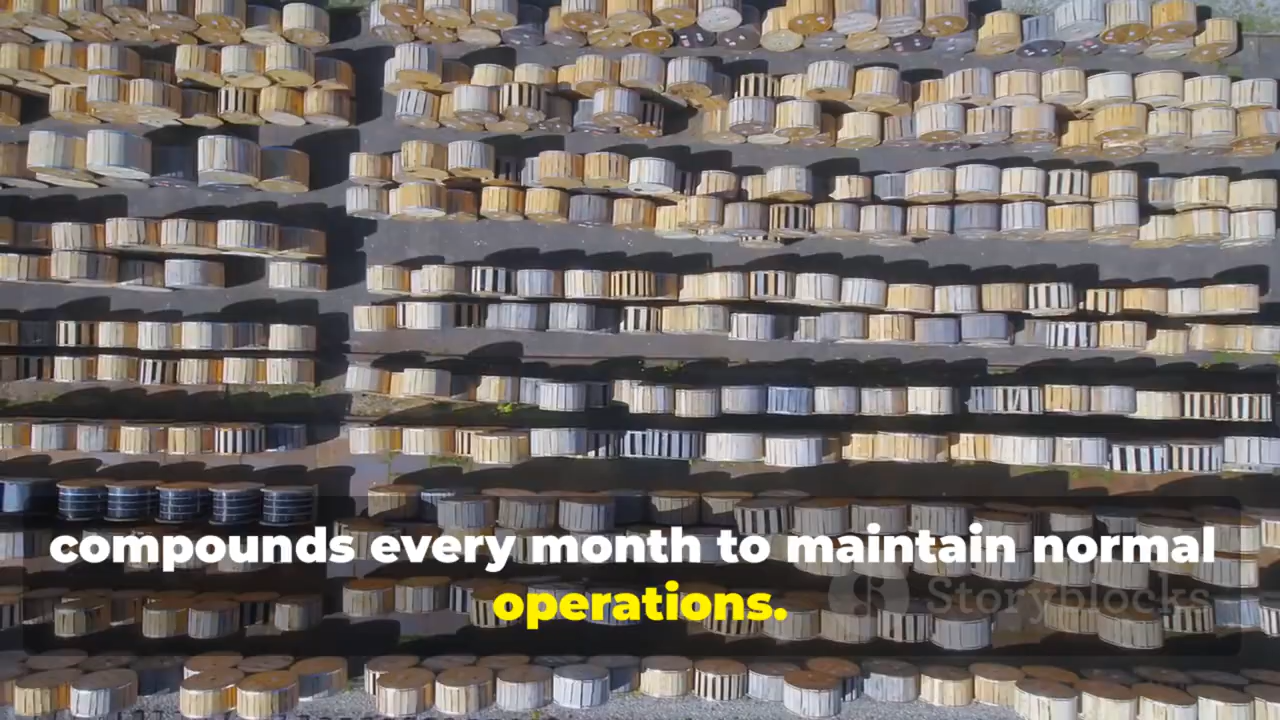 compounds every month to maintain normal
operations.
Storyblocks